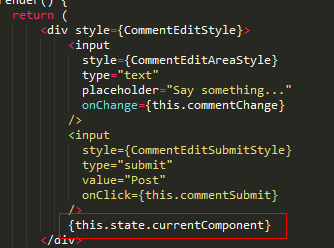 render() {
return (
<div style={CommentEditStyle}>
<input
style={CommentEditAreaStyle}
type="text"
placeholder="Say something..."
onChange={this.commentChange}
/>
<input
style={CommentEditSubmitStyle}
type="submit"
value="Post"
onClick={this.commentSubmit}
/>
{this.state.currentComponent}
</div>